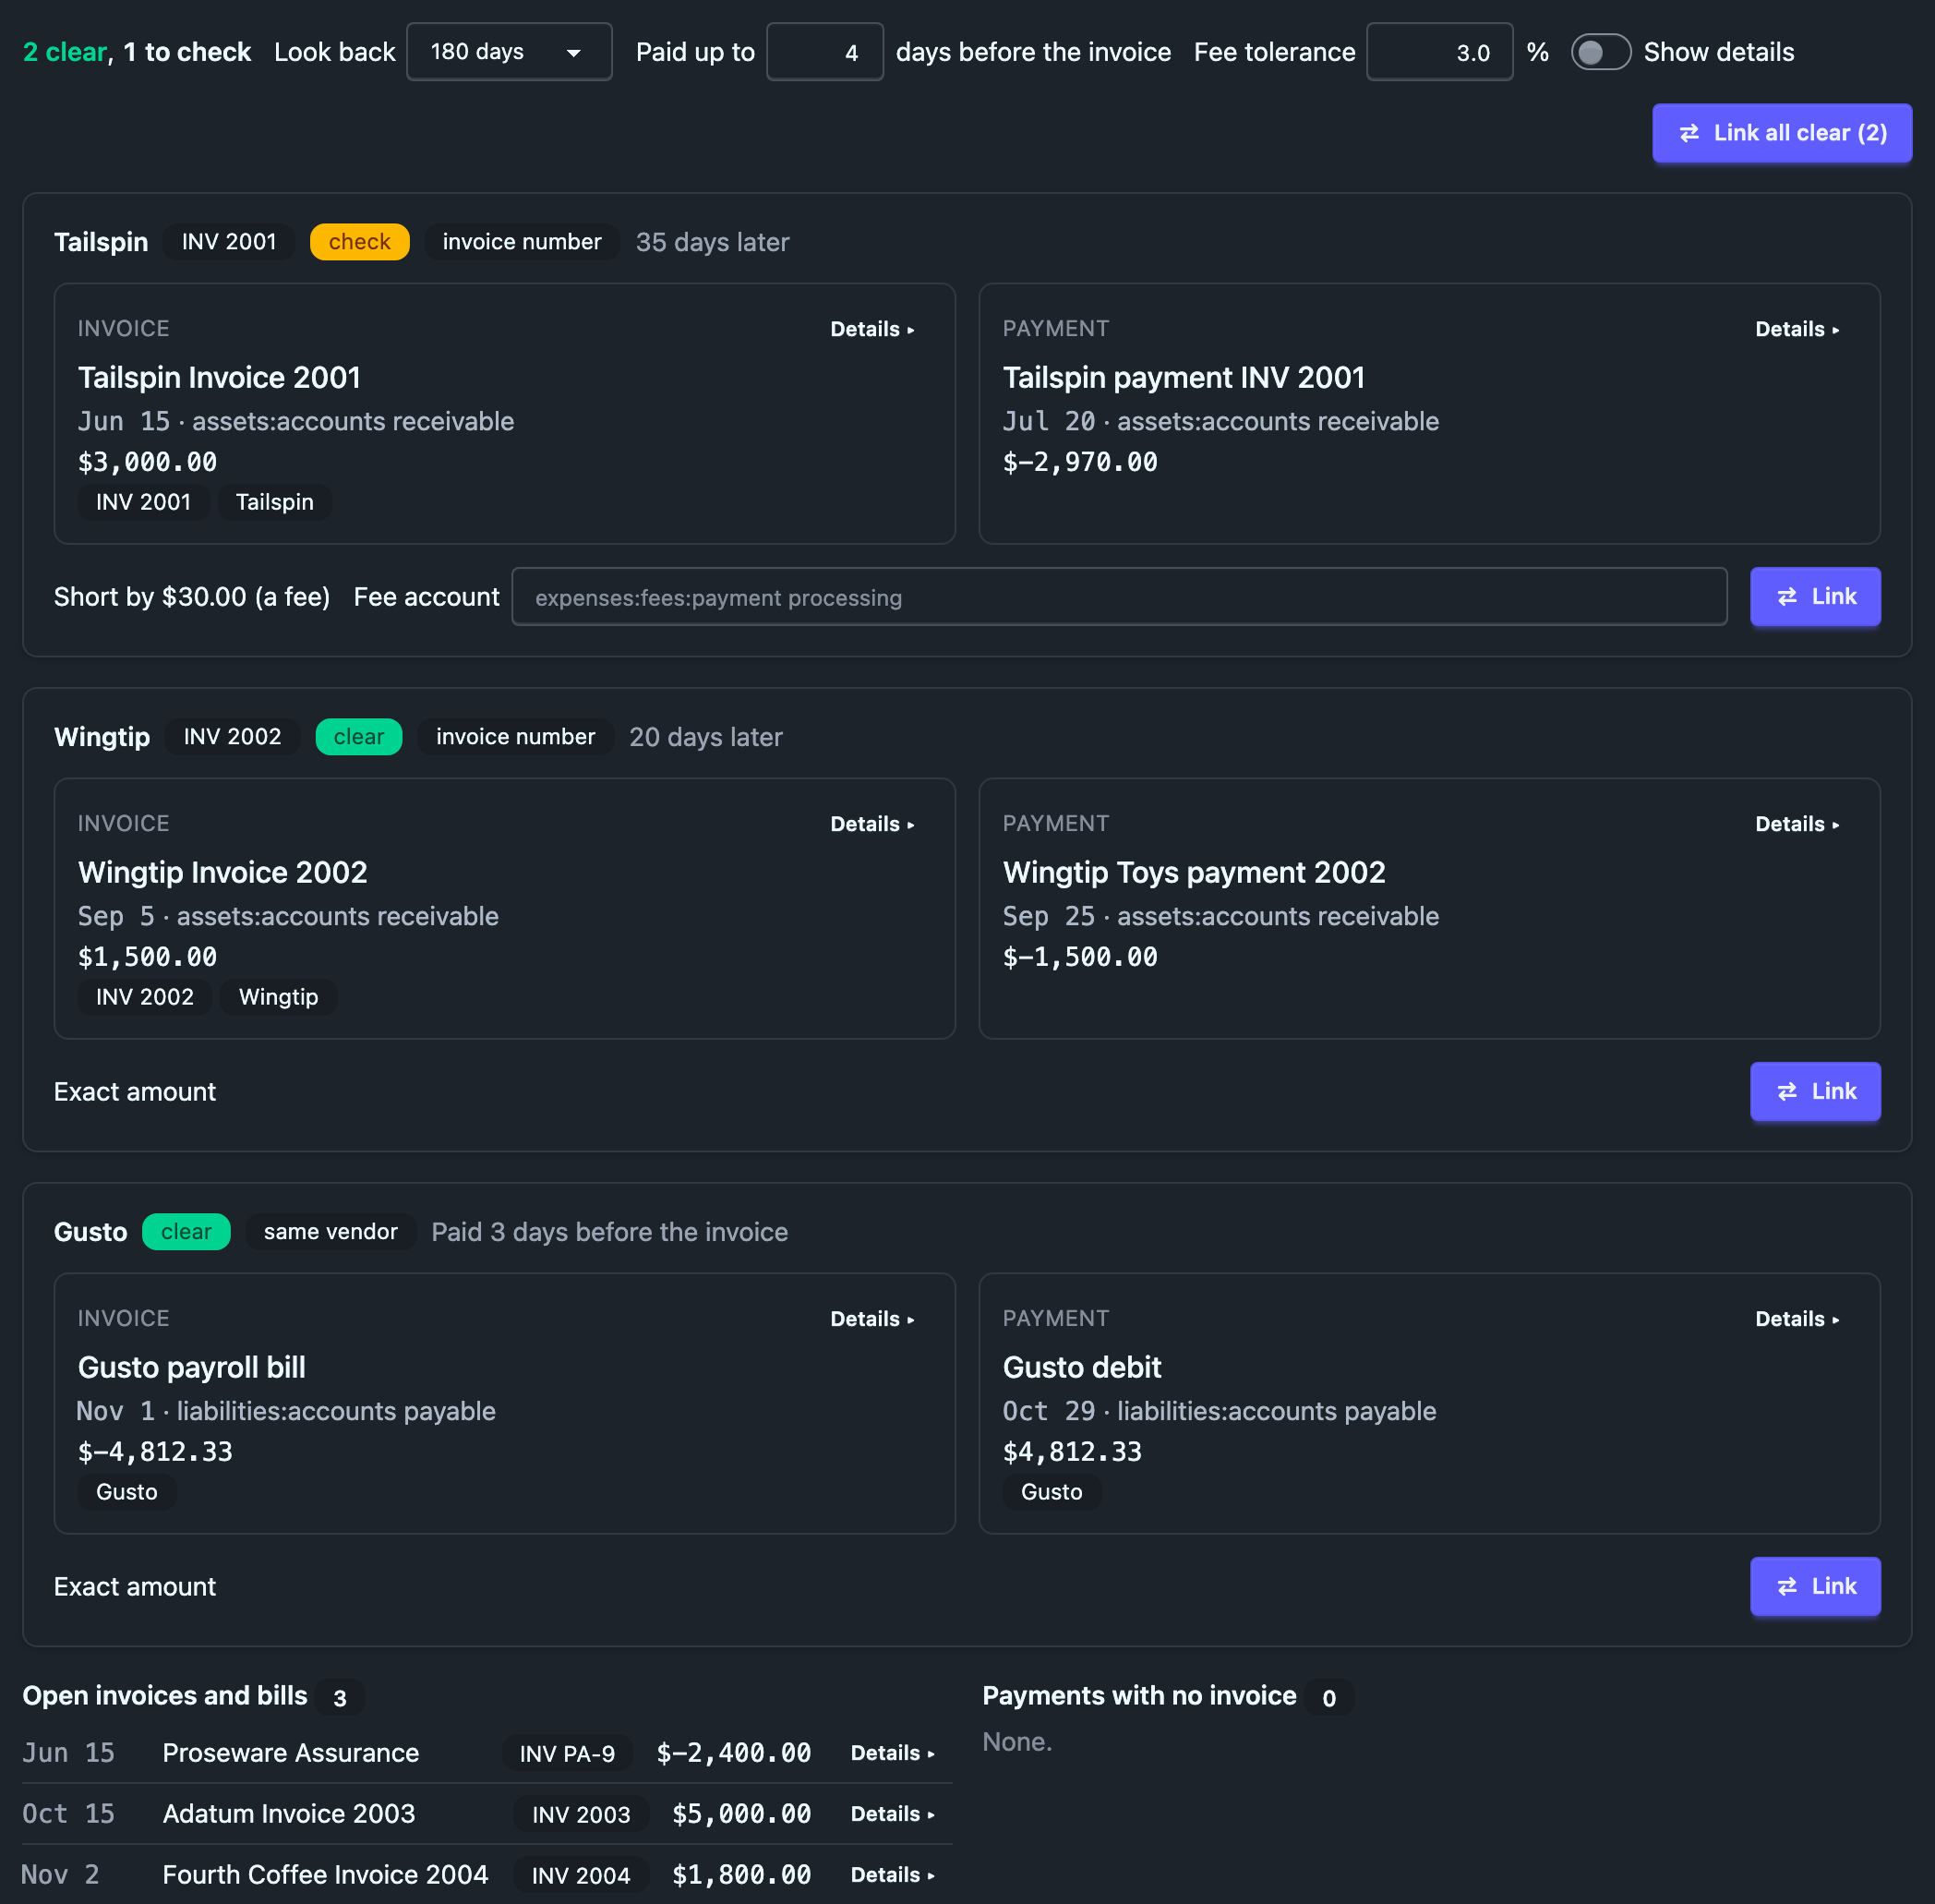 2 clear, 1 to check Look back 180 days Paid up to 4 days before the invoice Fee tolerance 3.0 % Show details
Link all clear (2)
Tailspin INV 2001 check invoice number 35 days later
INVOICE Details
Tailspin Invoice 2001
Jun 15 · assets:accounts receivable
$3,000.00
INV 2001 Tailspin
PAYMENT Details
Tailspin payment INV 2001
Jul 20 · assets:accounts receivable
$-2,970.00
Short by $30.00 (a fee) Fee account expenses:fees:payment processing Link
Wingtip INV 2002 clear invoice number 20 days later
INVOICE Details
Wingtip Invoice 2002
Sep 5 · assets:accounts receivable
$1,500.00
INV 2002 Wingtip
PAYMENT Details
Wingtip Toys payment 2002
Sep 25 · assets:accounts receivable
$-1,500.00
Exact amount Link
Gusto clear same vendor Paid 3 days before the invoice
INVOICE Details
Gusto payroll bill
Nov 1 · liabilities:accounts payable
$-4,812.33
Gusto
PAYMENT Details
Gusto debit
Oct 29 · liabilities:accounts payable
$4,812.33
Gusto
Exact amount Link
Open invoices and bills 3
Jun 15 Proseware Assurance INV PA-9 $-2,400.00 Details
Oct 15 Adatum Invoice 2003 INV 2003 $5,000.00 Details
Nov 2 Fourth Coffee Invoice 2004 INV 2004 $1,800.00 Details
Payments with no invoice 0
None.